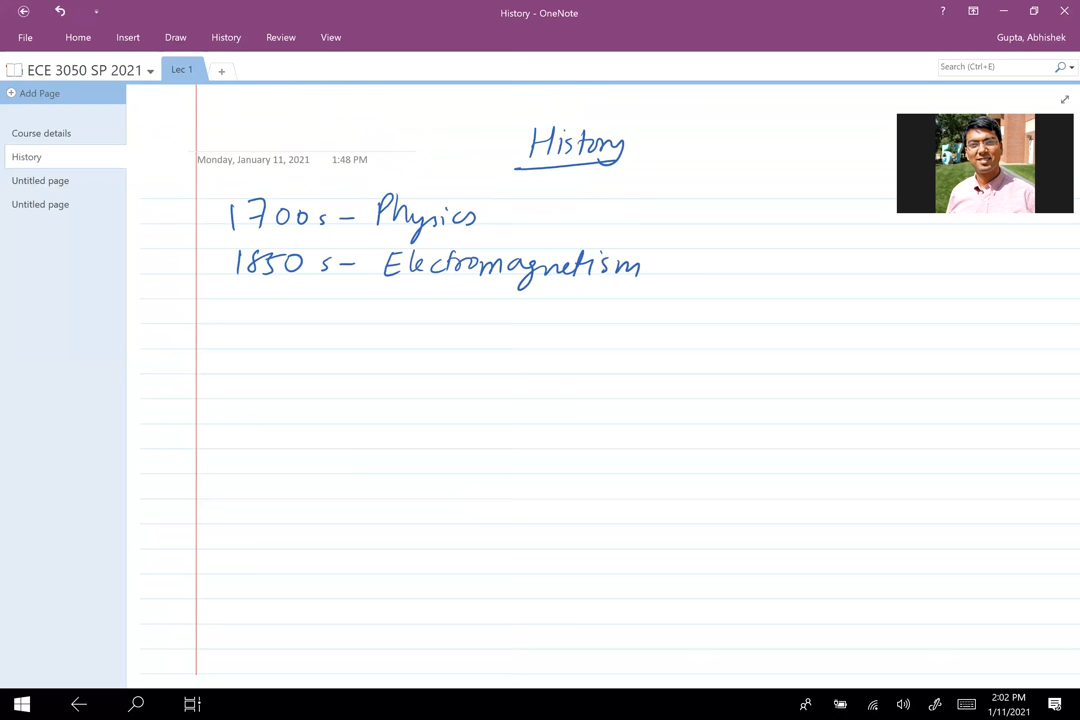 History - OneNote
?
File Home Insert Draw History Review View
Gupta, Abhishek
ECE 3050 SP 2021
Lec 1
+
Search (Ctrl+E)
Add Page
Course details
History
Untitled page
Untitled page
History
Monday, January 11, 2021 1:48 PM
1700s - Physics
1850s - Electromagnetism
2:02 PM
1/11/2021